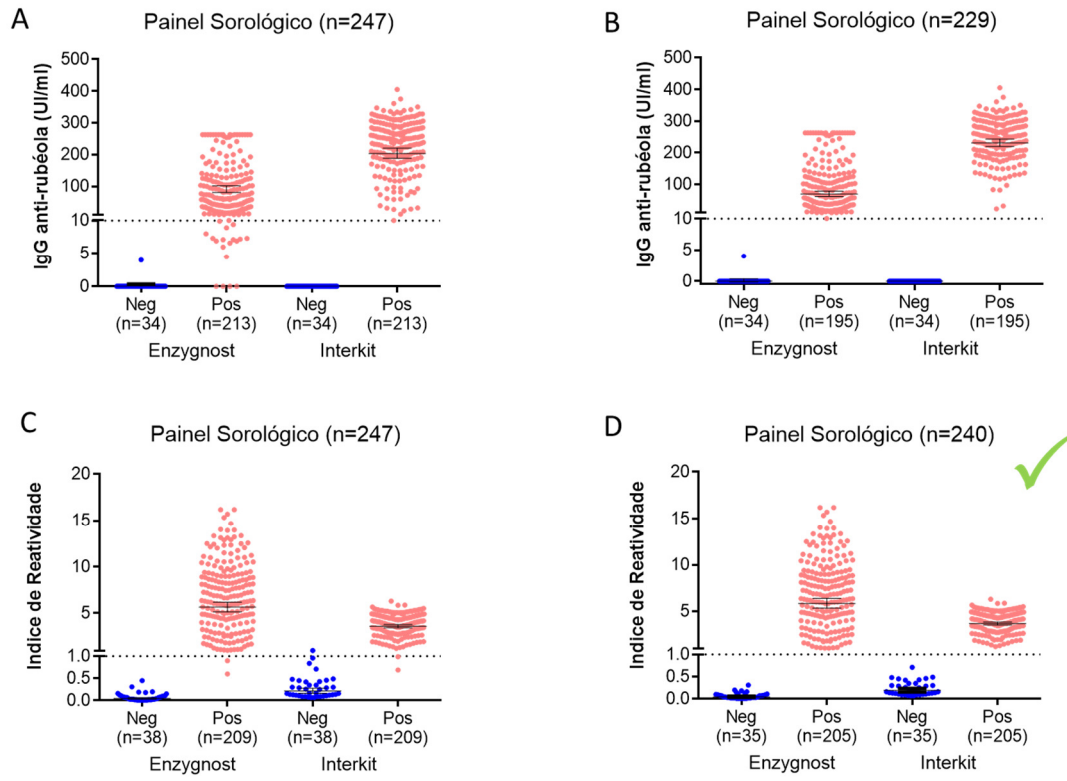 A
Painel Sorológico (n=247)
IgG anti-rubéola (UI/ml)
500
400
300
200
100
10
5
0
Neg
(n=34)
Pos
(n=213)
Neg
(n=34)
Pos
(n=213)
Enzygnost
Interkit
B
Painel Sorológico (n=229)
IgG anti-rubéola (UI/ml)
500
400
300
200
100
10
5
0
Neg
(n=34)
Pos
(n=195)
Neg
(n=34)
Pos
(n=195)
Enzygnost
Interkit
C
Painel Sorológico (n=247)
Indice de Reatividade
20
15
10
5
1.0
0.5
0.0
Neg
(n=38)
Pos
(n=209)
Neg
(n=38)
Pos
(n=209)
Enzygnost
Interkit
D
Painel Sorológico (n=240)
Indice de Reatividade
20
15
10
5
1.0
0.5
0.0
Neg
(n=35)
Pos
(n=205)
Neg
(n=35)
Pos
(n=205)
Enzygnost
Interkit